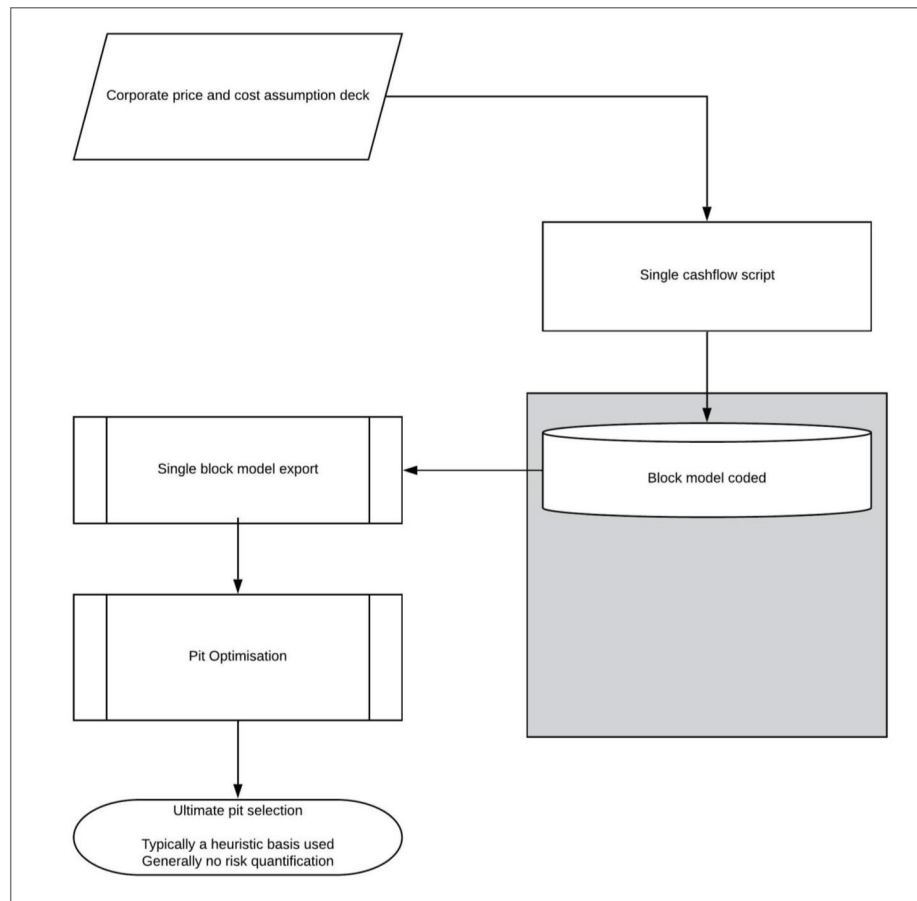 Corporate price and cost assumption deck
Single cashflow script
Block model coded
Single block model export
Pit Optimisation
Ultimate pit selection
Typically a heuristic basis used
Generally no risk quantification